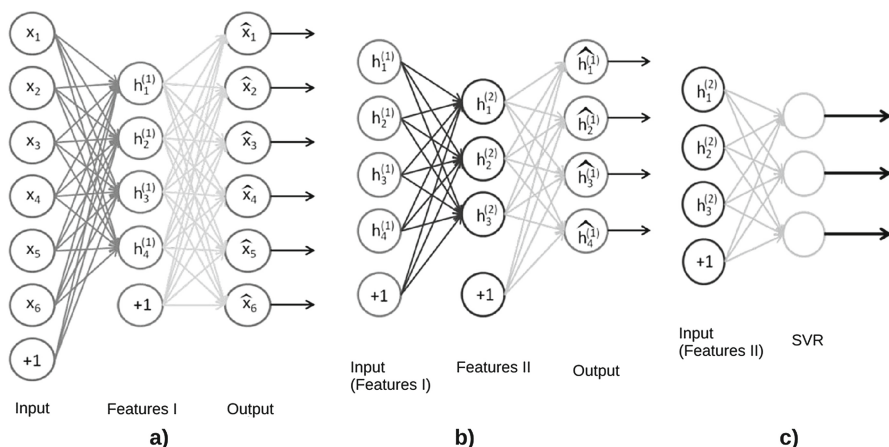 x1
x2
x3
x4
x5
x6
+1
h1(1)
h2(1)
h3(1)
h4(1)
+1
x̂1
x̂2
x̂3
x̂4
x̂5
x̂6
Input
Features I
Output
a)
h1(1)
h2(1)
h3(1)
h4(1)
+1
h1(2)
h2(2)
h3(2)
+1
ĥ1(1)
ĥ2(1)
ĥ3(1)
ĥ4(1)
Input
(Features I)
Features II
Output
b)
h1(2)
h2(2)
h3(2)
+1
Input
(Features II)
SVR
c)